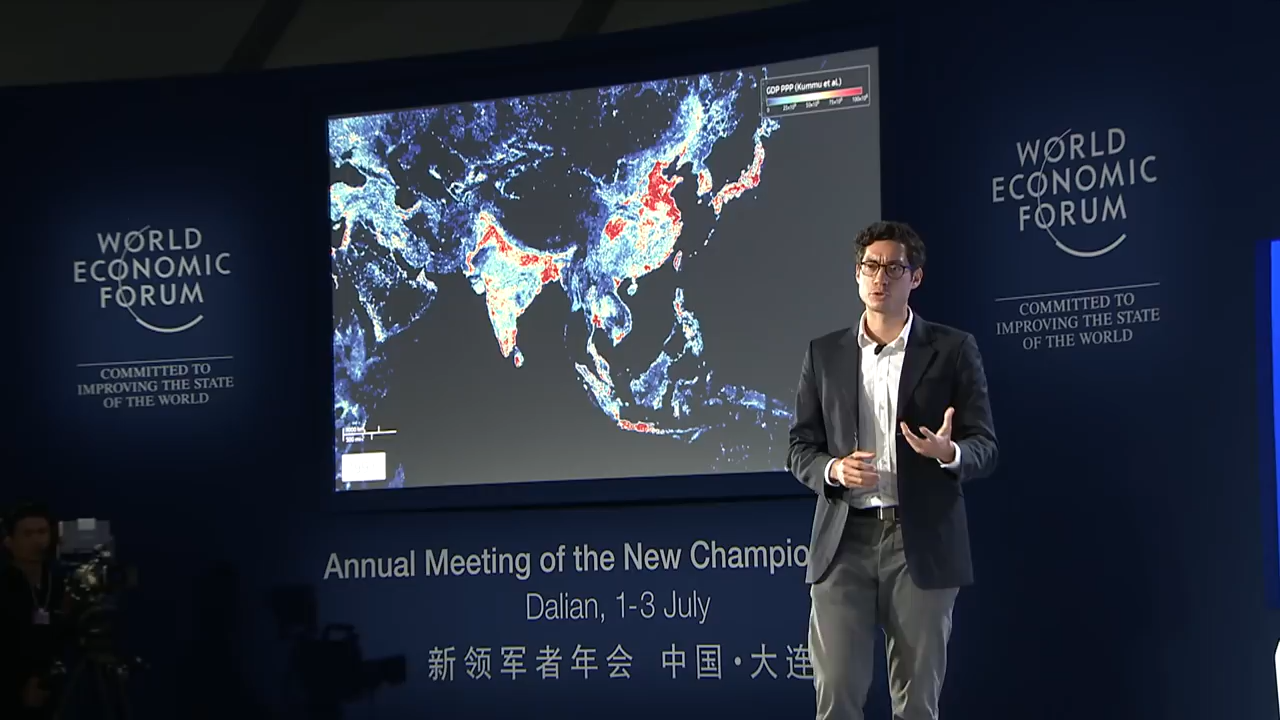 GDP PPP (Kummu et al.)
WORLD
ECONOMIC
FORUM
COMMITTED TO
IMPROVING THE STATE
OF THE WORLD
WORLD
ECONOMIC
FORUM
COMMITTED TO
IMPROVING THE STATE
OF THE WORLD
Annual Meeting of the New Champio
Dalian, 1-3 July
新领军者年会 中国·大连